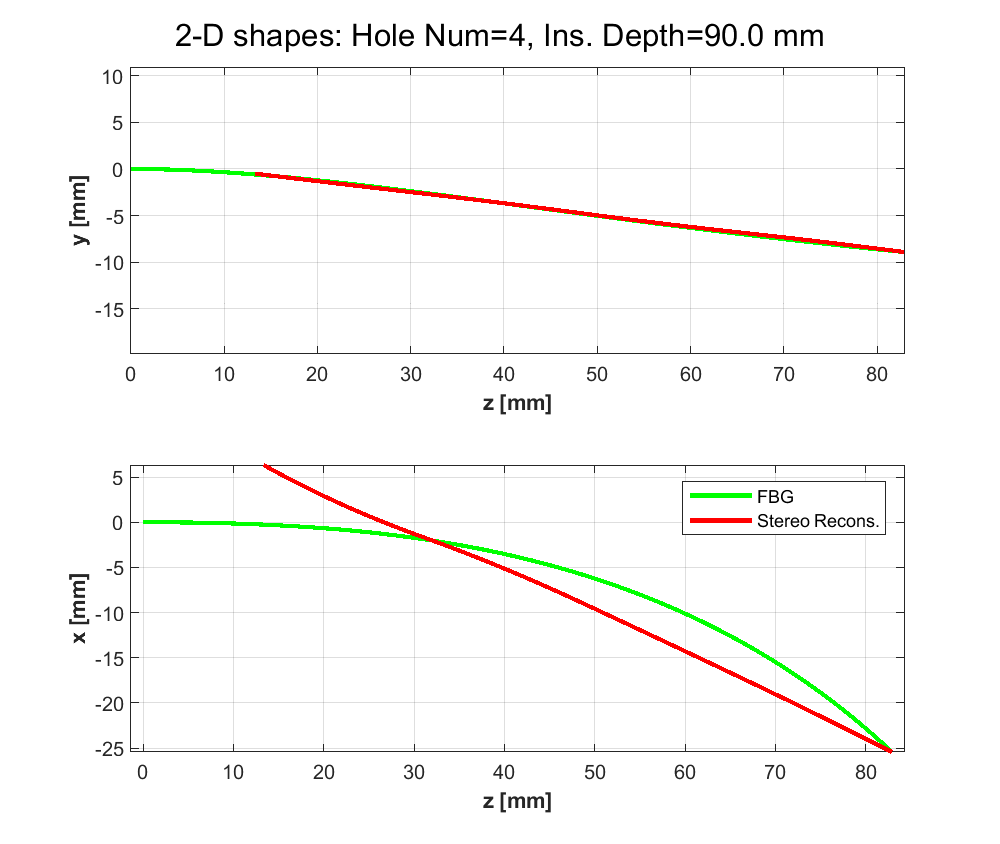 2-D shapes: Hole Num=4, Ins. Depth=90.0 mm
10
5
0
-5
-10
-15
y [mm]
0 10 20 30 40 50 60 70 80
z [mm]
5
0
-5
-10
-15
-20
-25
x [mm]
FBG
Stereo Recons.
0 10 20 30 40 50 60 70 80
z [mm]